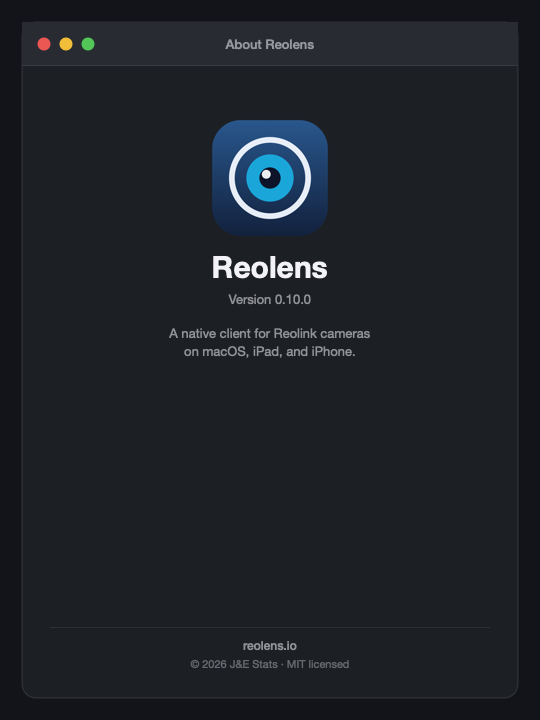 About Reolens
Reolens
Version 0.10.0
A native client for Reolink cameras
on macOS, iPad, and iPhone.
reolens.io
© 2026 J&E Stats · MIT licensed